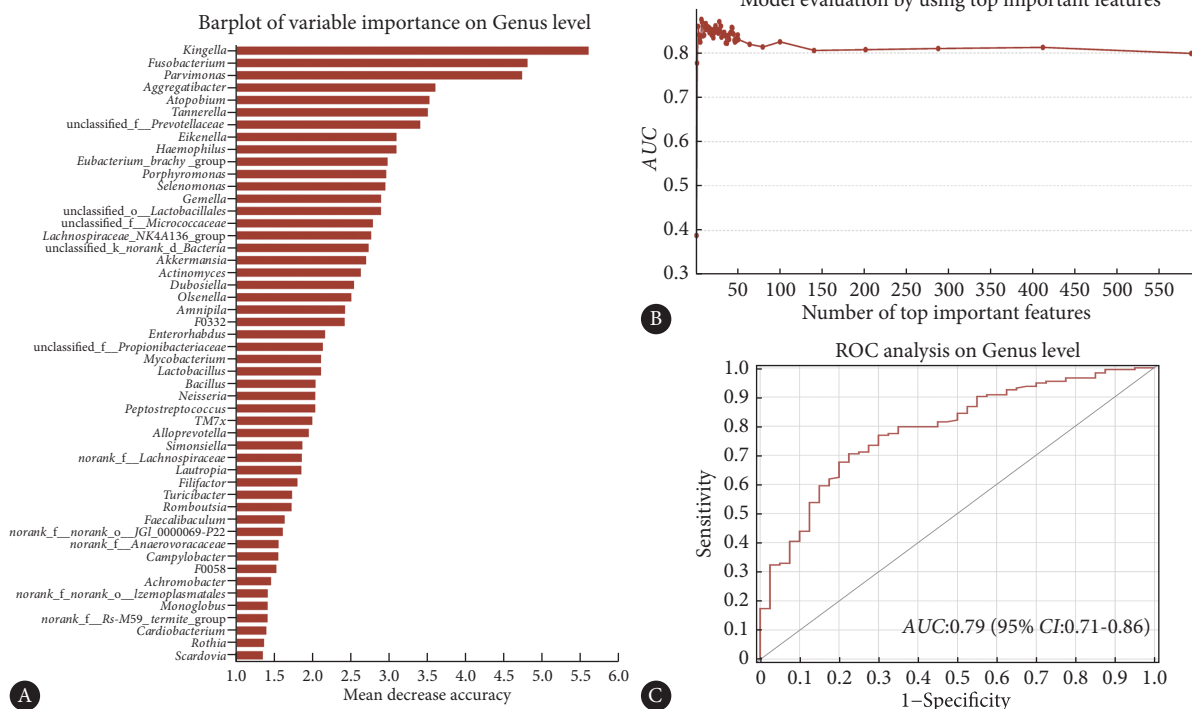 Barplot of variable importance on Genus level
Kingella
Fusobacterium
Parvimonas
Aggregatibacter
Atopobium
Tannerella
unclassified_f__Prevotellaceae
Eikenella
Haemophilus
Eubacterium_brachy _group
Porphyromonas
Selenomonas
Gemella
unclassified_o__Lactobacillales
unclassified_f__Micrococcaceae
Lachnospiraceae_NK4A136_group
unclassified_k_norank_d_Bacteria
Akkermansia
Actinomyces
Dubosiella
Olsenella
Amnipila
F0332
Enterorhabdus
unclassified_f__Propionibacteriaceae
Mycobacterium
Lactobacillus
Bacillus
Neisseria
Peptostreptococcus
TM7x
Alloprevotella
Simonsiella
norank_f__Lachnospiraceae
Lautropia
Filifactor
Turicibacter
Romboutsia
Faecalibaculum
norank_f__norank_o__JGI_0000069-P22
norank_f__Anaerovoracaceae
Campylobacter
F0058
Achromobacter
norank_f_norank_o__lzemoplasmatales
Monoglobus
norank_f__Rs-M59_termite_group
Cardiobacterium
Rothia
Scardovia
1.0 1.5 2.0 2.5 3.0 3.5 4.0 4.5 5.0 5.5 6.0
Mean decrease accuracy
A
Model evaluation by using top important features
AUC
0.8
0.7
0.6
0.5
0.4
0.3
50 100 150 200 250 300 350 400 450 500 550
Number of top important features
B
ROC analysis on Genus level
Sensitivity
1.0
0.9
0.8
0.7
0.6
0.5
0.4
0.3
0.2
0.1
0
AUC:0.79 (95% CI:0.71-0.86)
0 0.1 0.2 0.3 0.4 0.5 0.6 0.7 0.8 0.9 1.0
1−Specificity
C